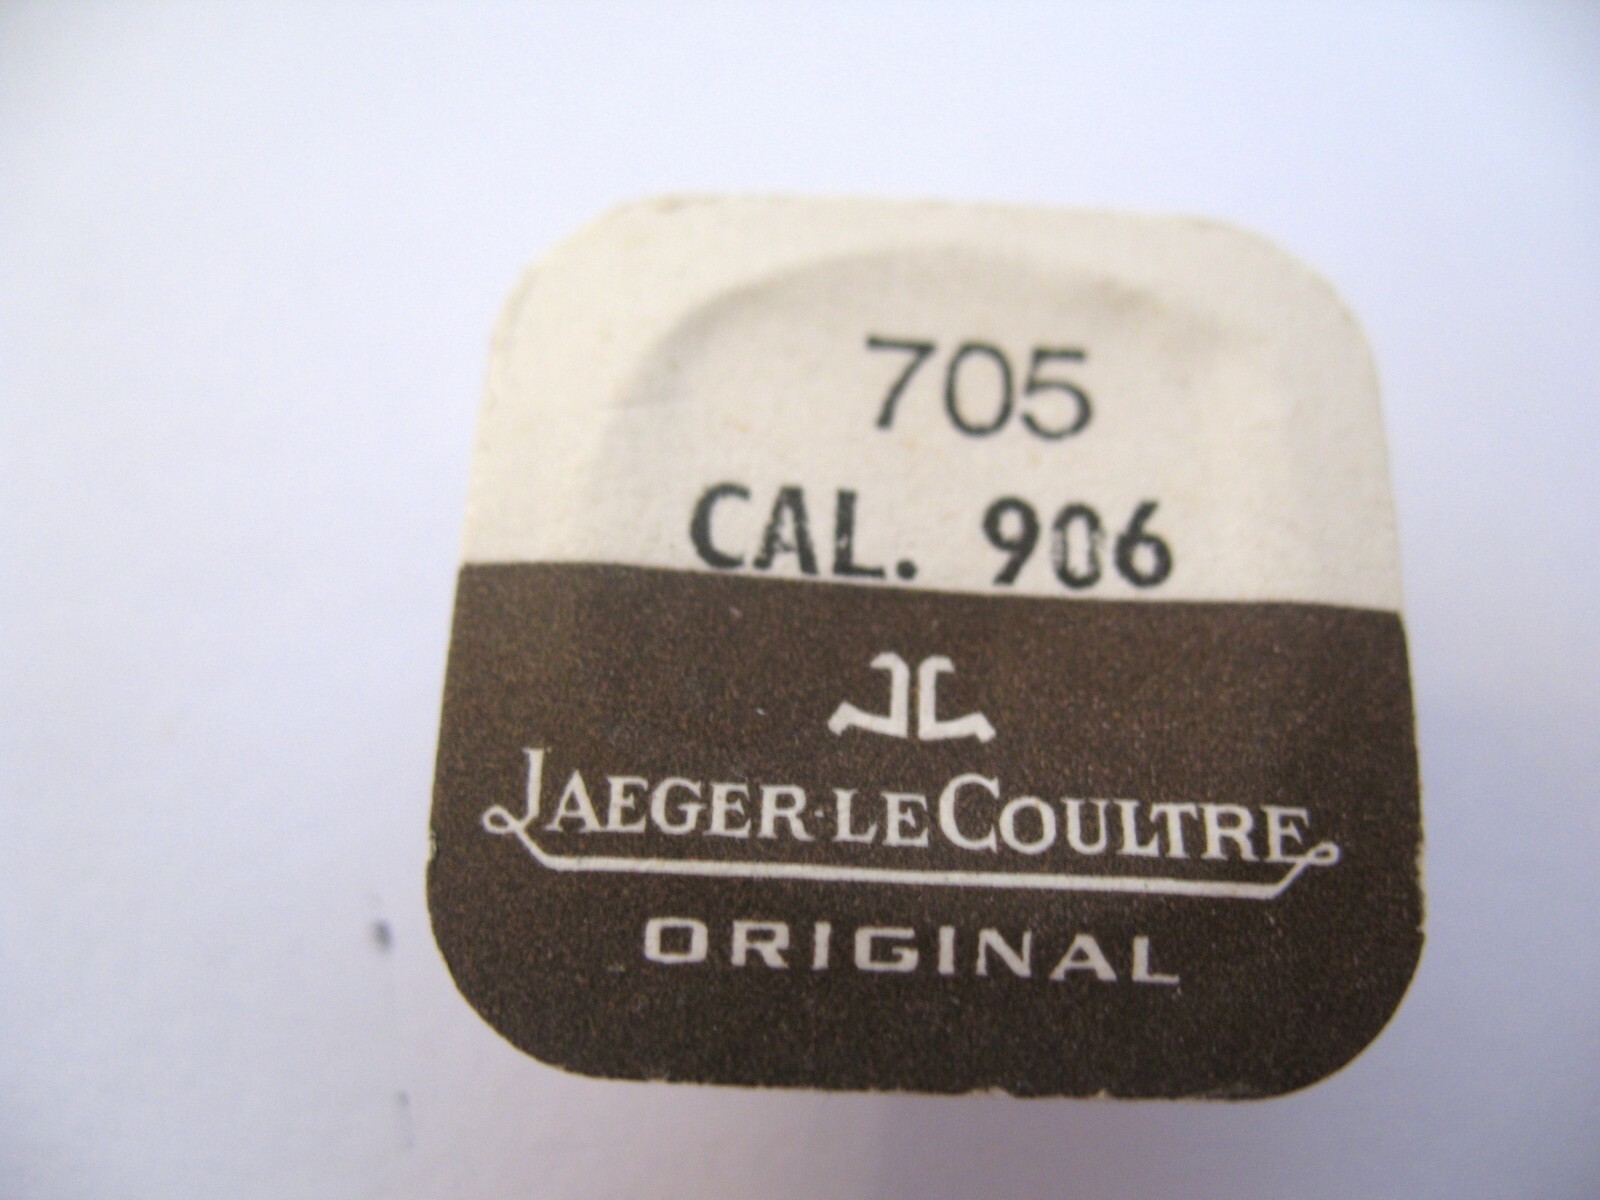 705
CAL. 906
JAEGER-LECOULTRE
ORIGINAL